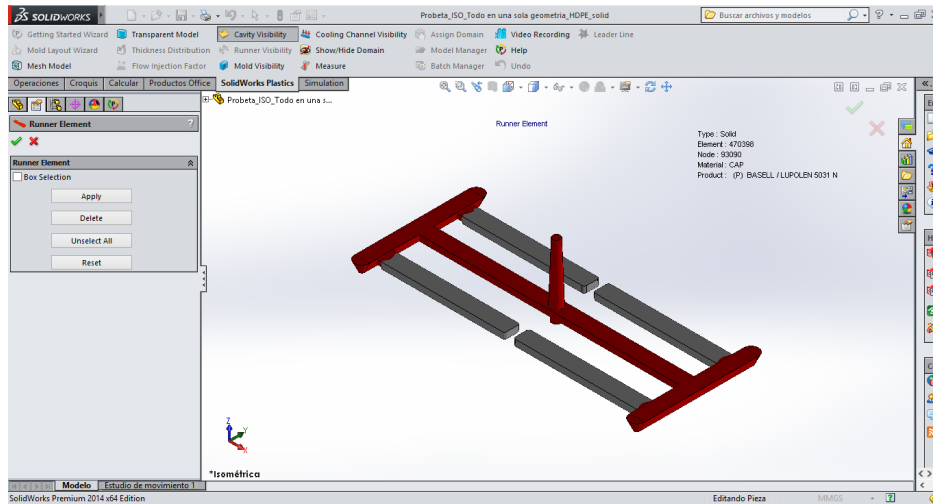 SOLIDWORKS
Probeta_ISO_Todo en una sola geometria_HDPE_solid
Buscar archivos y modelos
Getting Started Wizard Transparent Model Cavity Visibility Cooling Channel Visibility Assign Domain Video Recording Leader Line
Mold Layout Wizard Thickness Distribution Runner Visibility Show/Hide Domain Model Manager Help
Mesh Model Flow Injection Factor Mold Visibility Measure Batch Manager Undo
Operaciones Croquis Calcular Productos Office SolidWorks Plastics Simulation
Probeta_ISO_Todo en una s...
Runner Element ?
Runner Element
Box Selection
Apply
Delete
Unselect All
Reset
Runner Element
Type : Solid
Element : 470398
Node : 93090
Material : CAP
Product : (P) BASELL / LUPOLEN 5031 N
Z
Y
X
*Isométrica
Modelo Estudio de movimiento 1
SolidWorks Premium 2014 x64 Edition
Editando Pieza
MMGS